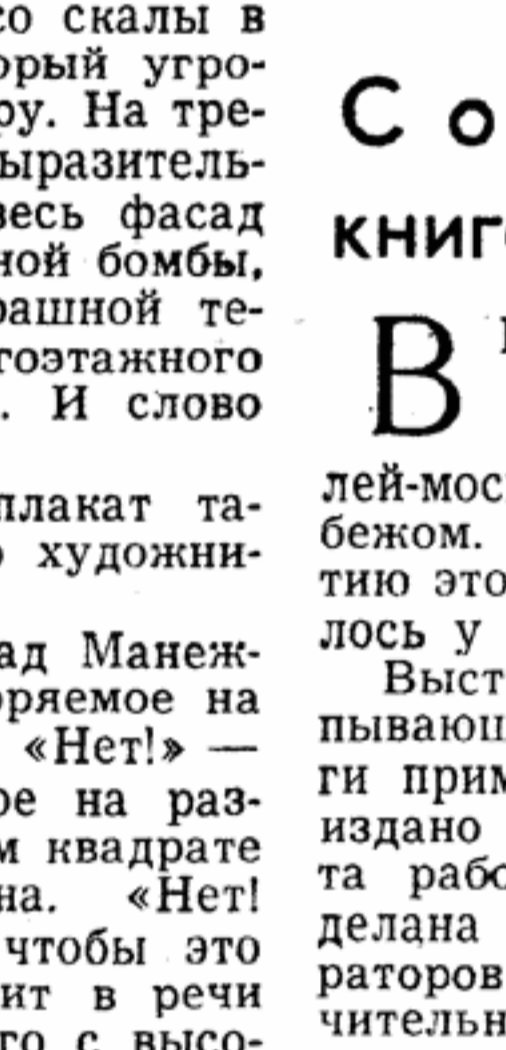 со скалы в
орый угро-
ру. На тре-
ыразитель-
весь фасад
ной бомбы,
рашной те-
гоэтажного
. И слово
плакат та-
о художни-
ад Манеж-
оряемое на
«Нет!» —
ое на раз-
м квадрате
на. «Нет!
чтобы это
ит в речи
го с высо-
Со
книг
В
лей-мос
бежом.
тию это
лось у
Выст
пывающ
ги прим
издано
та рабо
делана
раторов
чительн